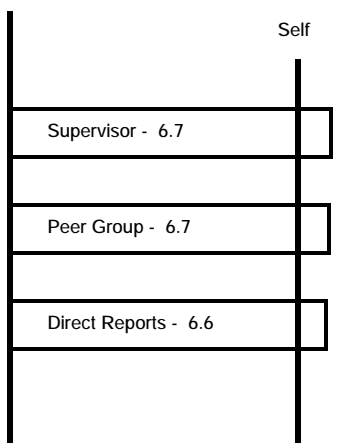 Self
Supervisor - 6.7
Peer Group - 6.7
Direct Reports - 6.6